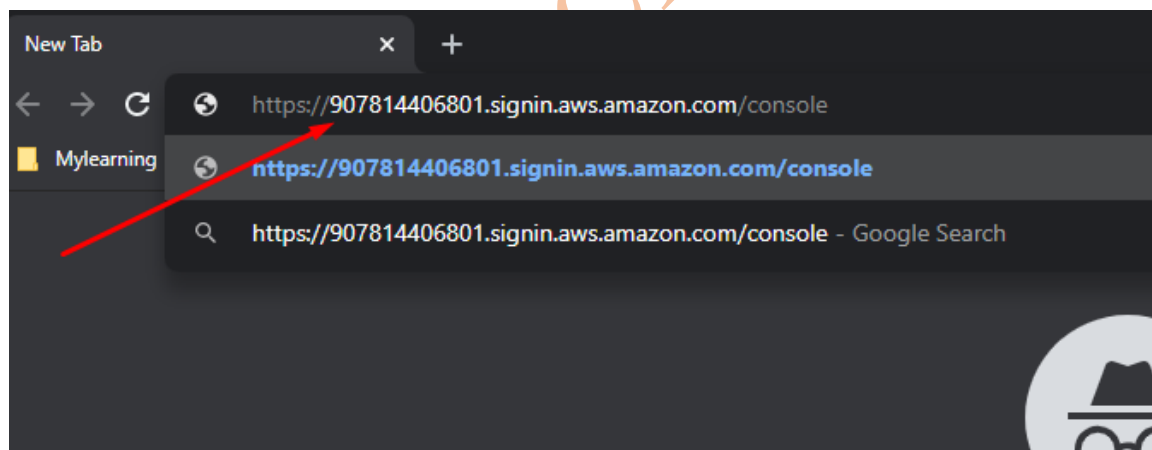 New Tab
https://907814406801.signin.aws.amazon.com/console
Mylearning
https://907814406801.signin.aws.amazon.com/console
https://907814406801.signin.aws.amazon.com/console - Google Search